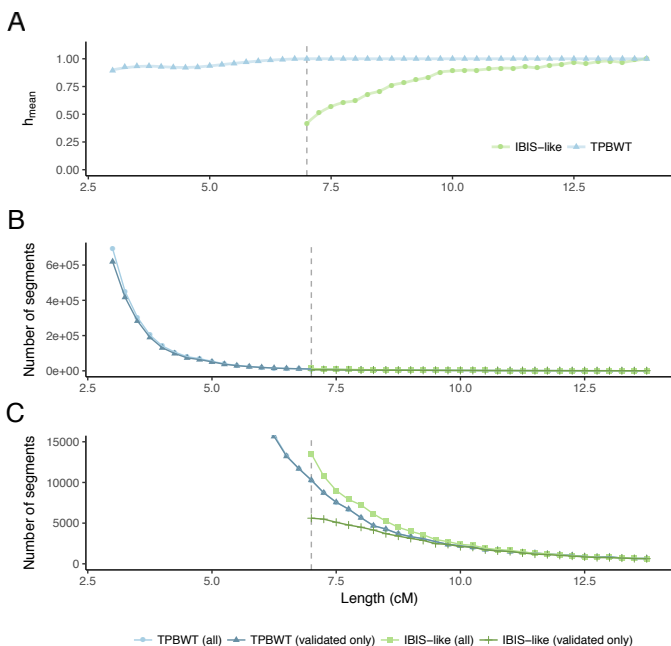 A
h_mean
1.00
0.75
0.50
0.25
0.00
IBIS−like TPBWT
2.5 5.0 7.5 10.0 12.5
B
Number of segments
6e+05
4e+05
2e+05
0e+00
2.5 5.0 7.5 10.0 12.5
C
Number of segments
15000
10000
5000
0
2.5 5.0 7.5 10.0 12.5
Length (cM)
TPBWT (all) TPBWT (validated only) IBIS−like (all) IBIS−like (validated only)